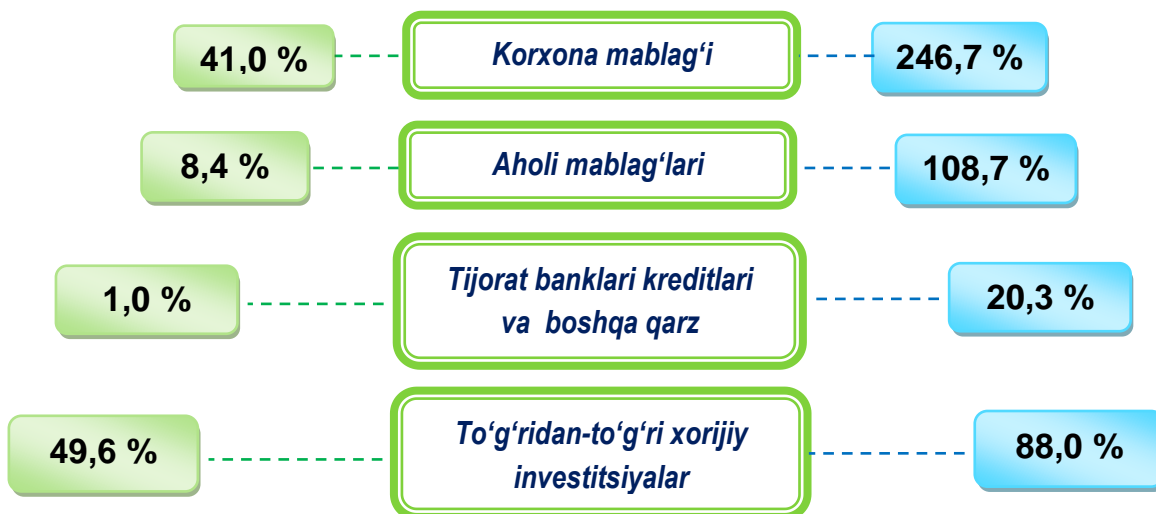 41,0 %
Korxona mablag‘i
246,7 %
8,4 %
Aholi mablag‘lari
108,7 %
1,0 %
Tijorat banklari kreditlari
va boshqa qarz
20,3 %
49,6 %
To‘g‘ridan-to‘g‘ri xorijiy
investitsiyalar
88,0 %